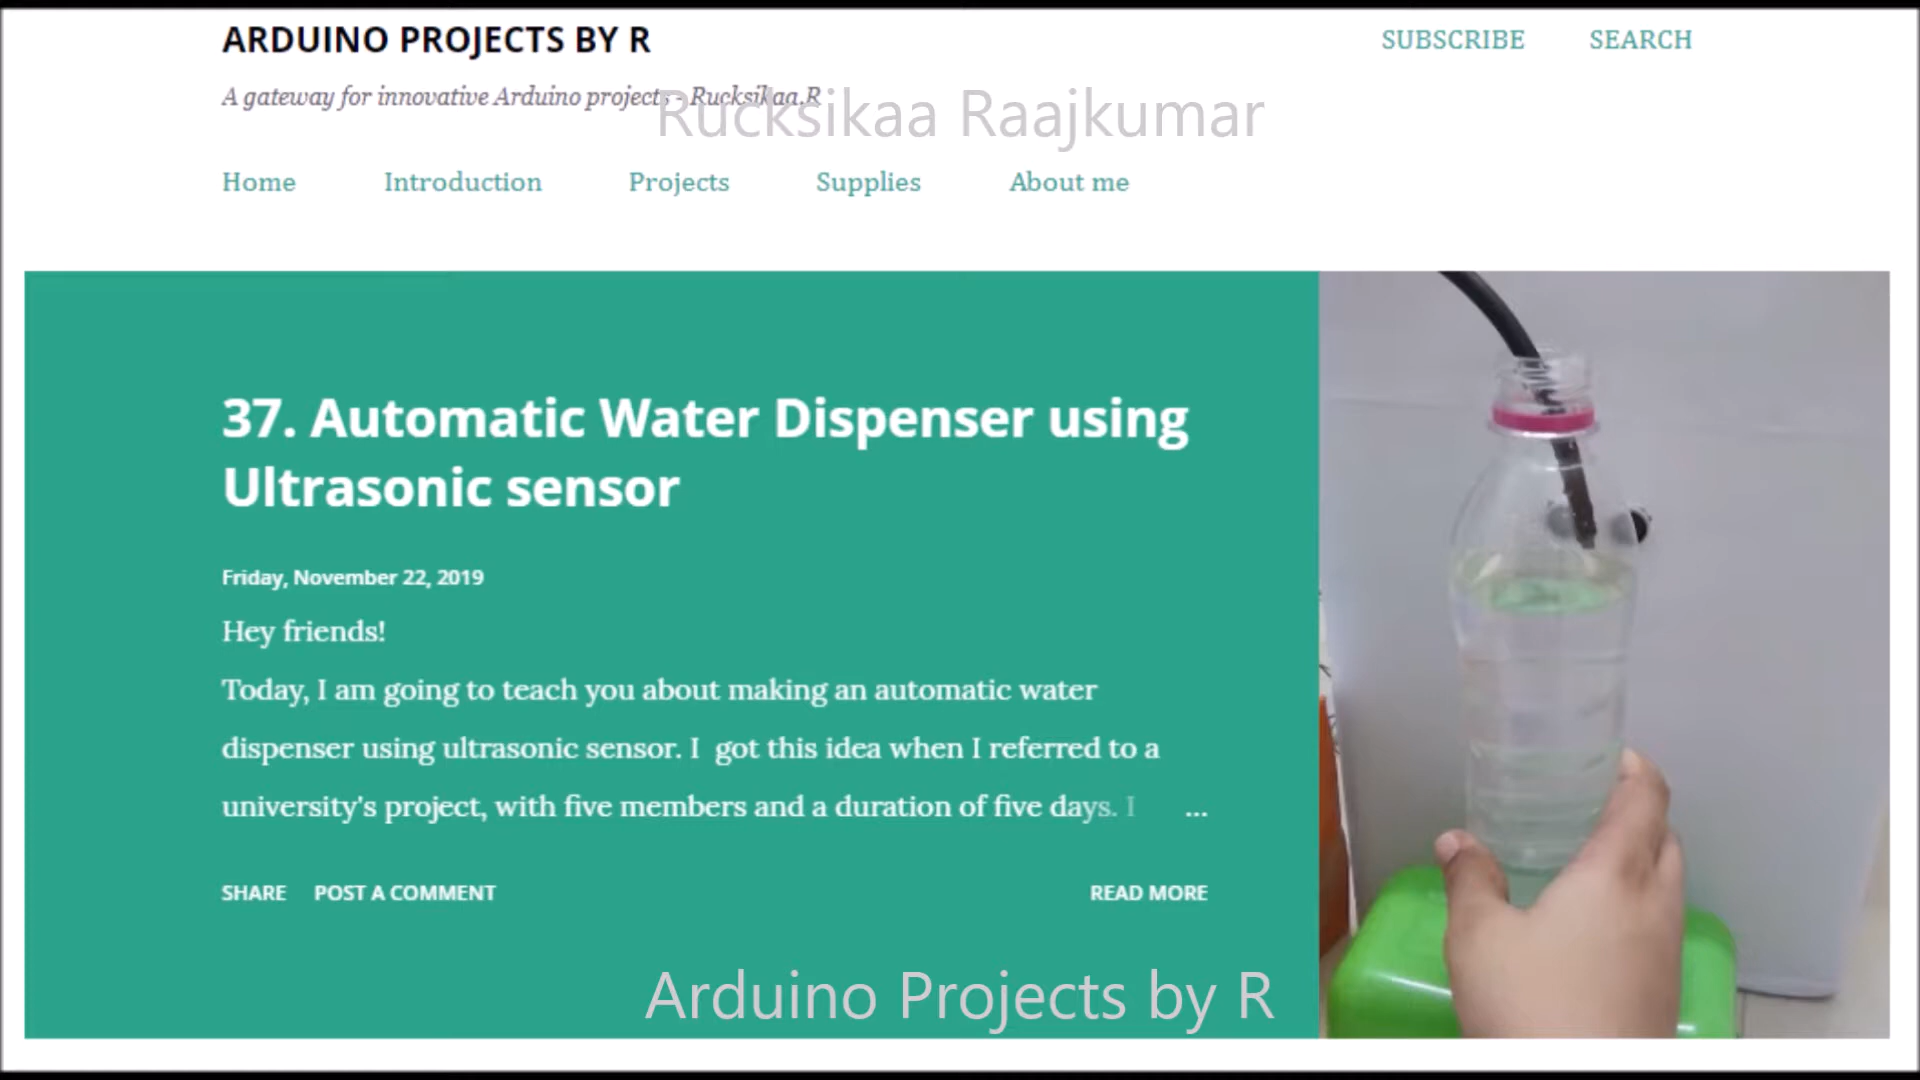 ARDUINO PROJECTS BY R
SUBSCRIBE
SEARCH
A gateway for innovative Arduino projects - Rucksikaa.R
Rucksikaa Raajkumar
Home
Introduction
Projects
Supplies
About me
37. Automatic Water Dispenser using
Ultrasonic sensor
Friday, November 22, 2019
Hey friends!
Today, I am going to teach you about making an automatic water
dispenser using ultrasonic sensor. I  got this idea when I referred to a
university's project, with five members and a duration of five days. I ...
SHARE
POST A COMMENT
READ MORE
Arduino Projects by R